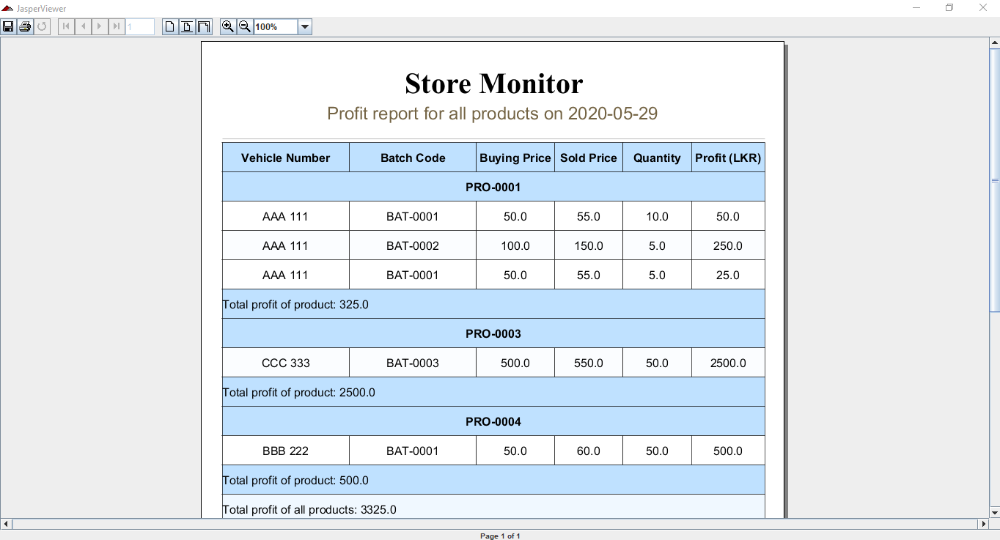 JasperViewer
1 100%
Store Monitor
Profit report for all products on 2020-05-29
Vehicle Number Batch Code Buying Price Sold Price Quantity Profit (LKR)
PRO-0001
AAA 111 BAT-0001 50.0 55.0 10.0 50.0
AAA 111 BAT-0002 100.0 150.0 5.0 250.0
AAA 111 BAT-0001 50.0 55.0 5.0 25.0
Total profit of product: 325.0
PRO-0003
CCC 333 BAT-0003 500.0 550.0 50.0 2500.0
Total profit of product: 2500.0
PRO-0004
BBB 222 BAT-0001 50.0 60.0 50.0 500.0
Total profit of product: 500.0
Total profit of all products: 3325.0
Page 1 of 1